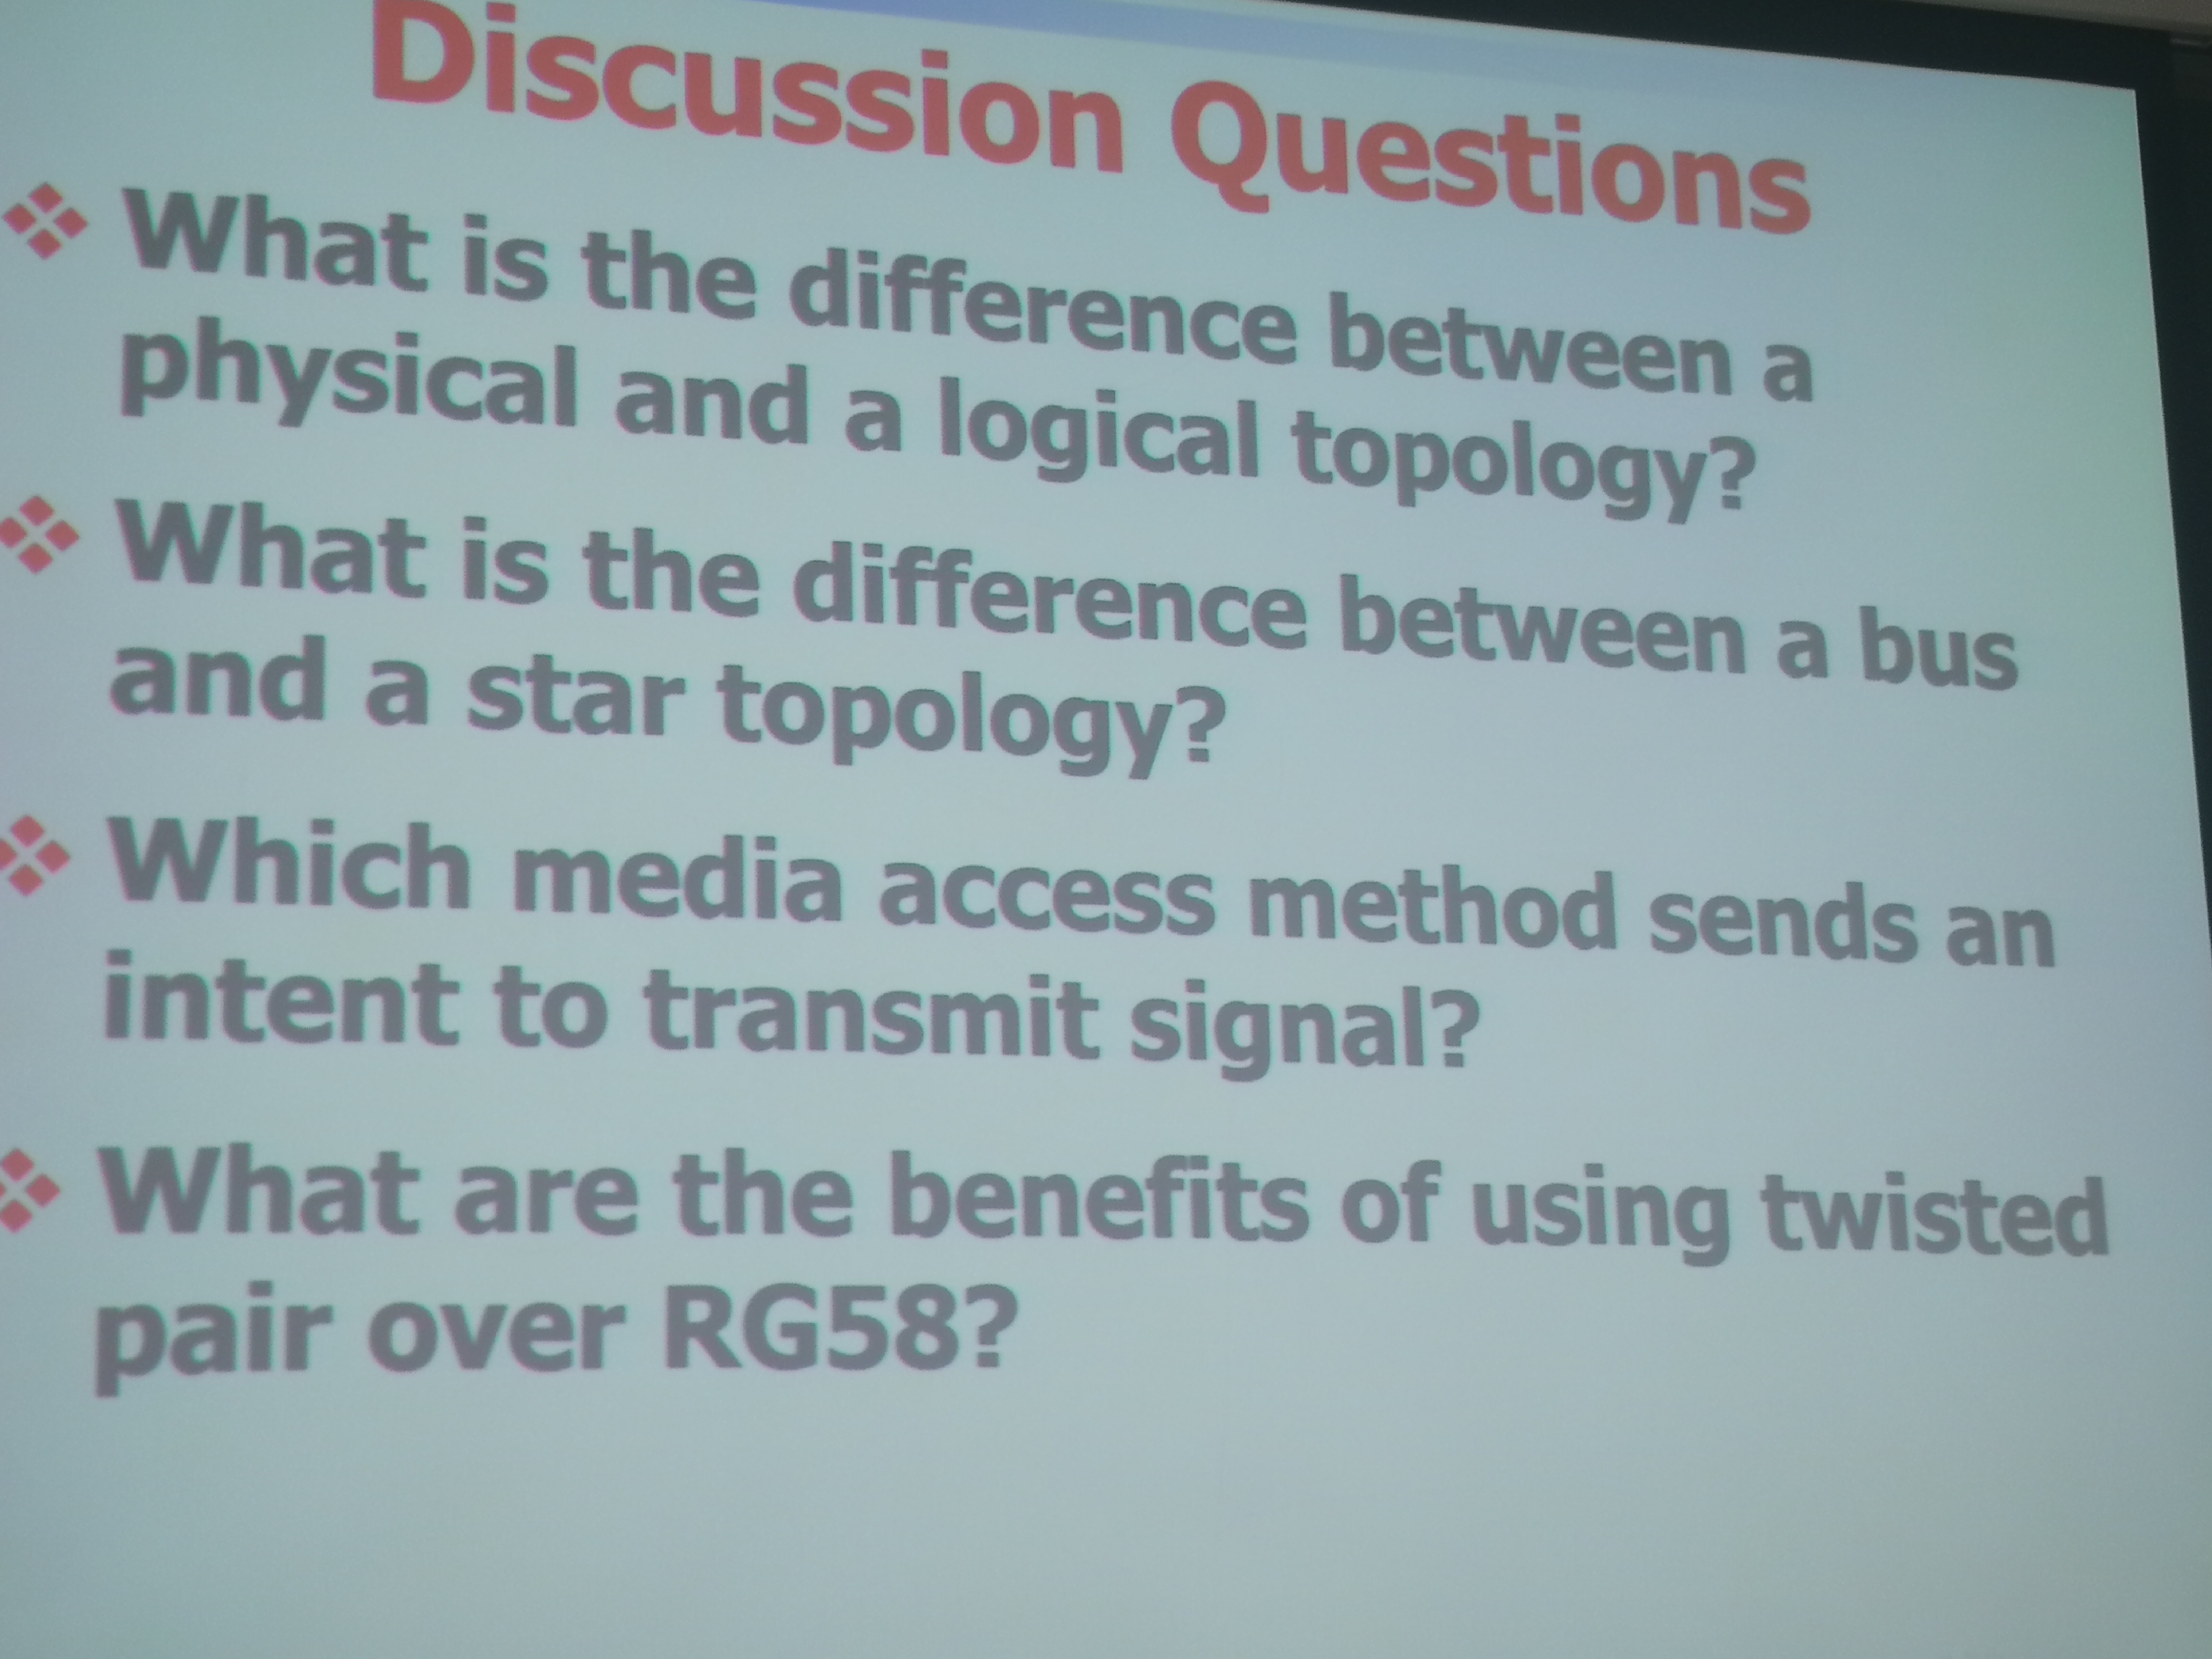 Discussion Questions
What is the difference between a
physical and a logical topology?
What is the difference between a bus
and a star topology?
Which media access method sends an
intent to transmit signal?
What are the benefits of using twisted
pair over RG58?